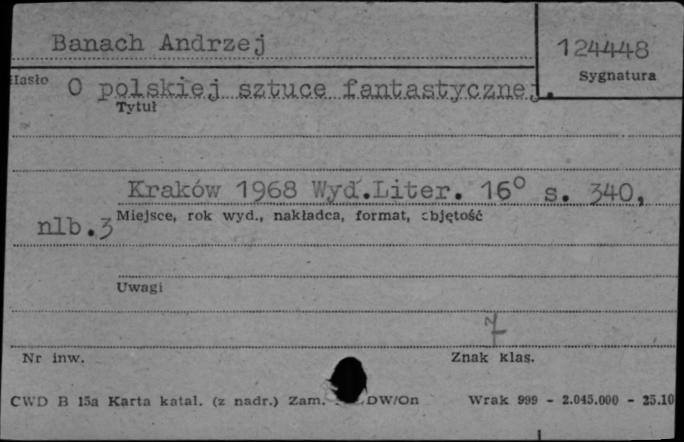 Banach Andrzej
124448
Hasło
Sygnatura
O polskiej sztuce fantastycznej.
Tytuł
Kraków 1968 Wyd.Liter. 16° s. 340,
Miejsce, rok wyd., nakładca, format, objętość
nlb.3
Uwagi
Nr inw.
Znak klas.
CWD B 15a Karta katal. (z nadr.) Zam. DW/On Wrak 999 - 2.045.000 - 25.10